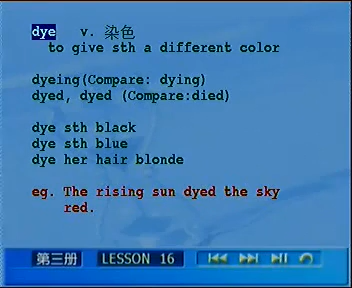 dye v. 染色
to give sth a different color
dyeing(Compare: dying)
dyed, dyed (Compare:died)
dye sth black
dye sth blue
dye her hair blonde
eg. The rising sun dyed the sky
red.
第三册 LESSON 16